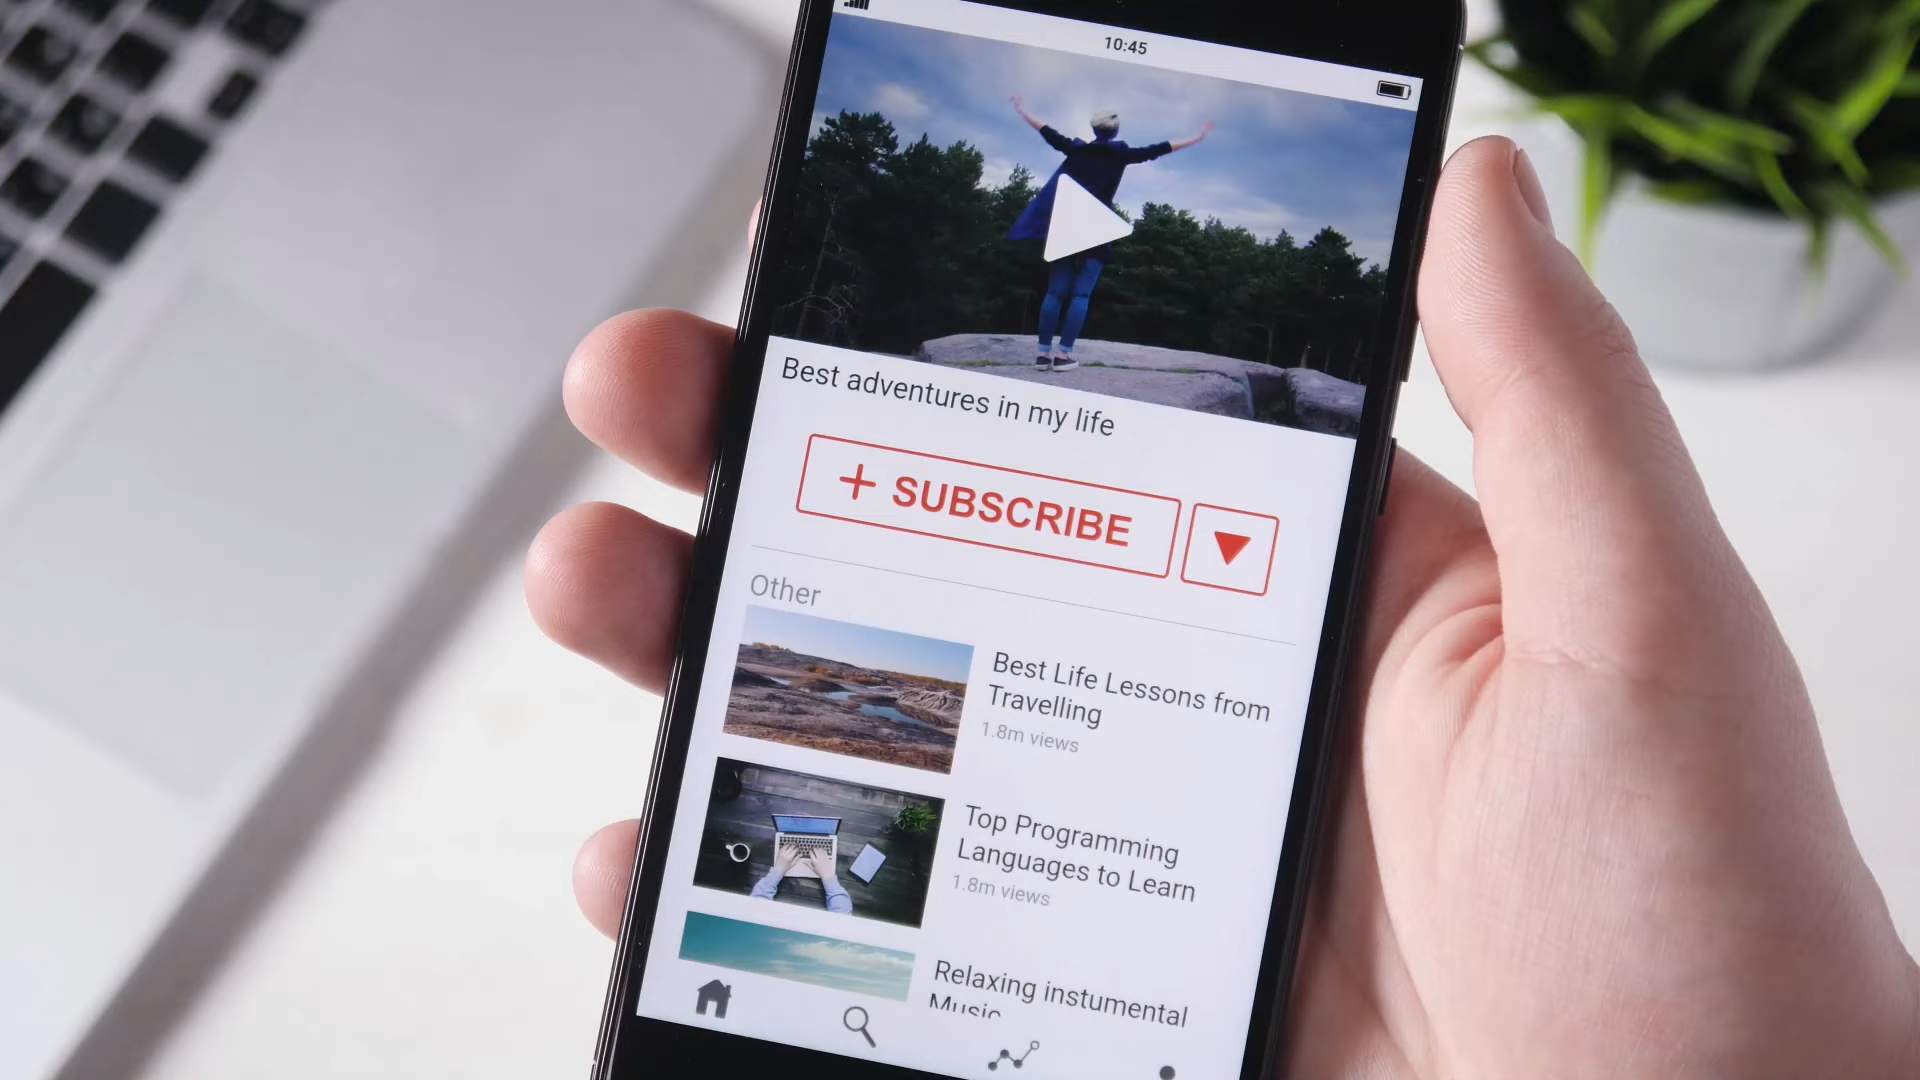 10:45
Best adventures in my life
+ SUBSCRIBE
Other
Best Life Lessons from
Travelling
1.8m views
Top Programming
Languages to Learn
1.8m views
Relaxing instumental
Music